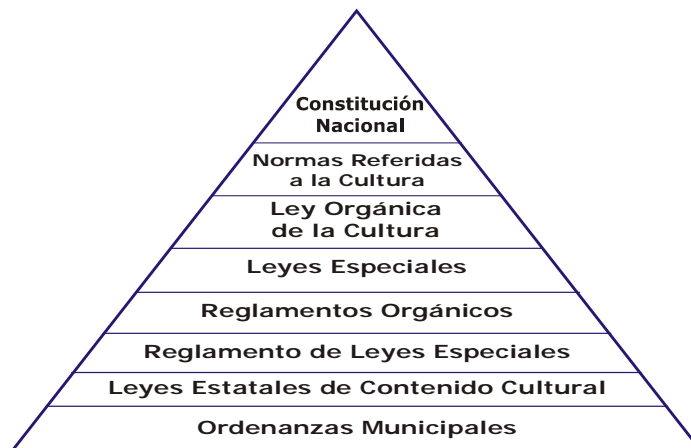 Constitución
Nacional
Normas Referidas
a la Cultura
Ley Orgánica
de la Cultura
Leyes Especiales
Reglamentos Orgánicos
Reglamento de Leyes Especiales
Leyes Estatales de Contenido Cultural
Ordenanzas Municipales